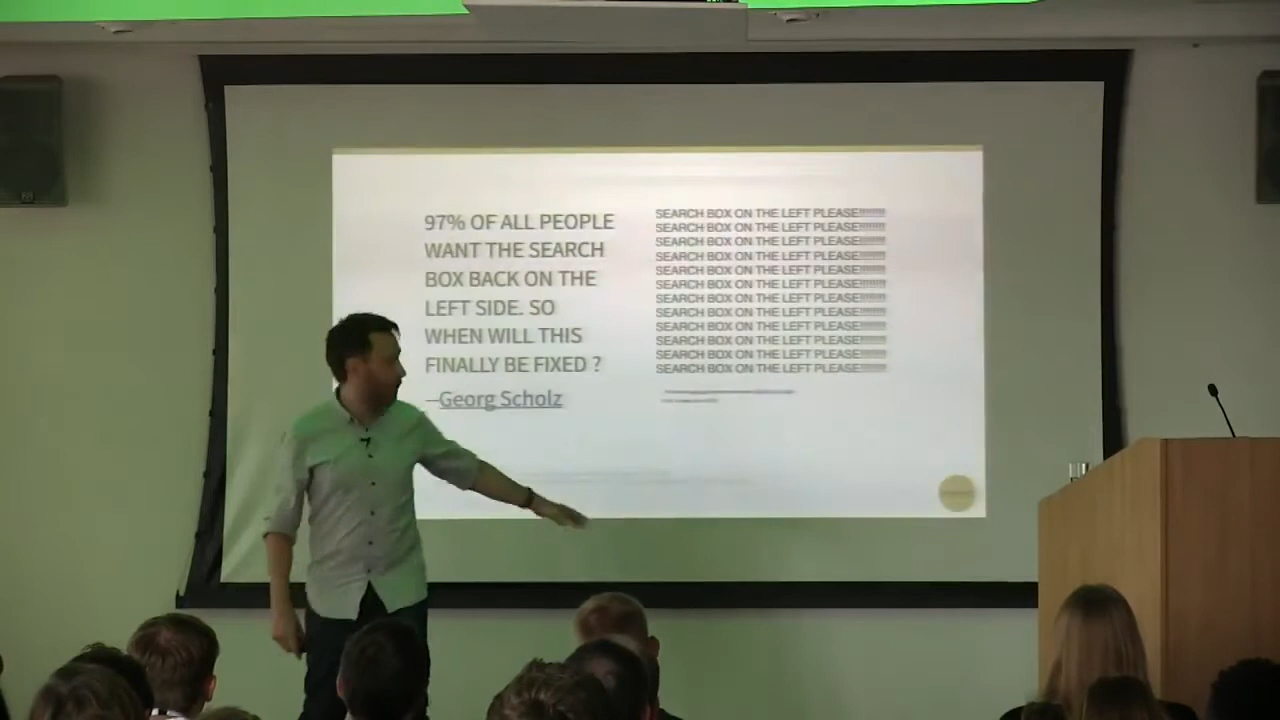 97% OF ALL PEOPLE
WANT THE SEARCH
BOX BACK ON THE
LEFT SIDE. SO
WHEN WILL THIS
FINALLY BE FIXED ?
—Georg Scholz
SEARCH BOX ON THE LEFT PLEASE!!!!!!!!!
SEARCH BOX ON THE LEFT PLEASE!!!!!!!!!
SEARCH BOX ON THE LEFT PLEASE!!!!!!!!!
SEARCH BOX ON THE LEFT PLEASE!!!!!!!!!
SEARCH BOX ON THE LEFT PLEASE!!!!!!!!!
SEARCH BOX ON THE LEFT PLEASE!!!!!!!!!
SEARCH BOX ON THE LEFT PLEASE!!!!!!!!!
SEARCH BOX ON THE LEFT PLEASE!!!!!!!!!
SEARCH BOX ON THE LEFT PLEASE!!!!!!!!!
SEARCH BOX ON THE LEFT PLEASE!!!!!!!!!
SEARCH BOX ON THE LEFT PLEASE!!!!!!!!!
SEARCH BOX ON THE LEFT PLEASE!!!!!!!!!